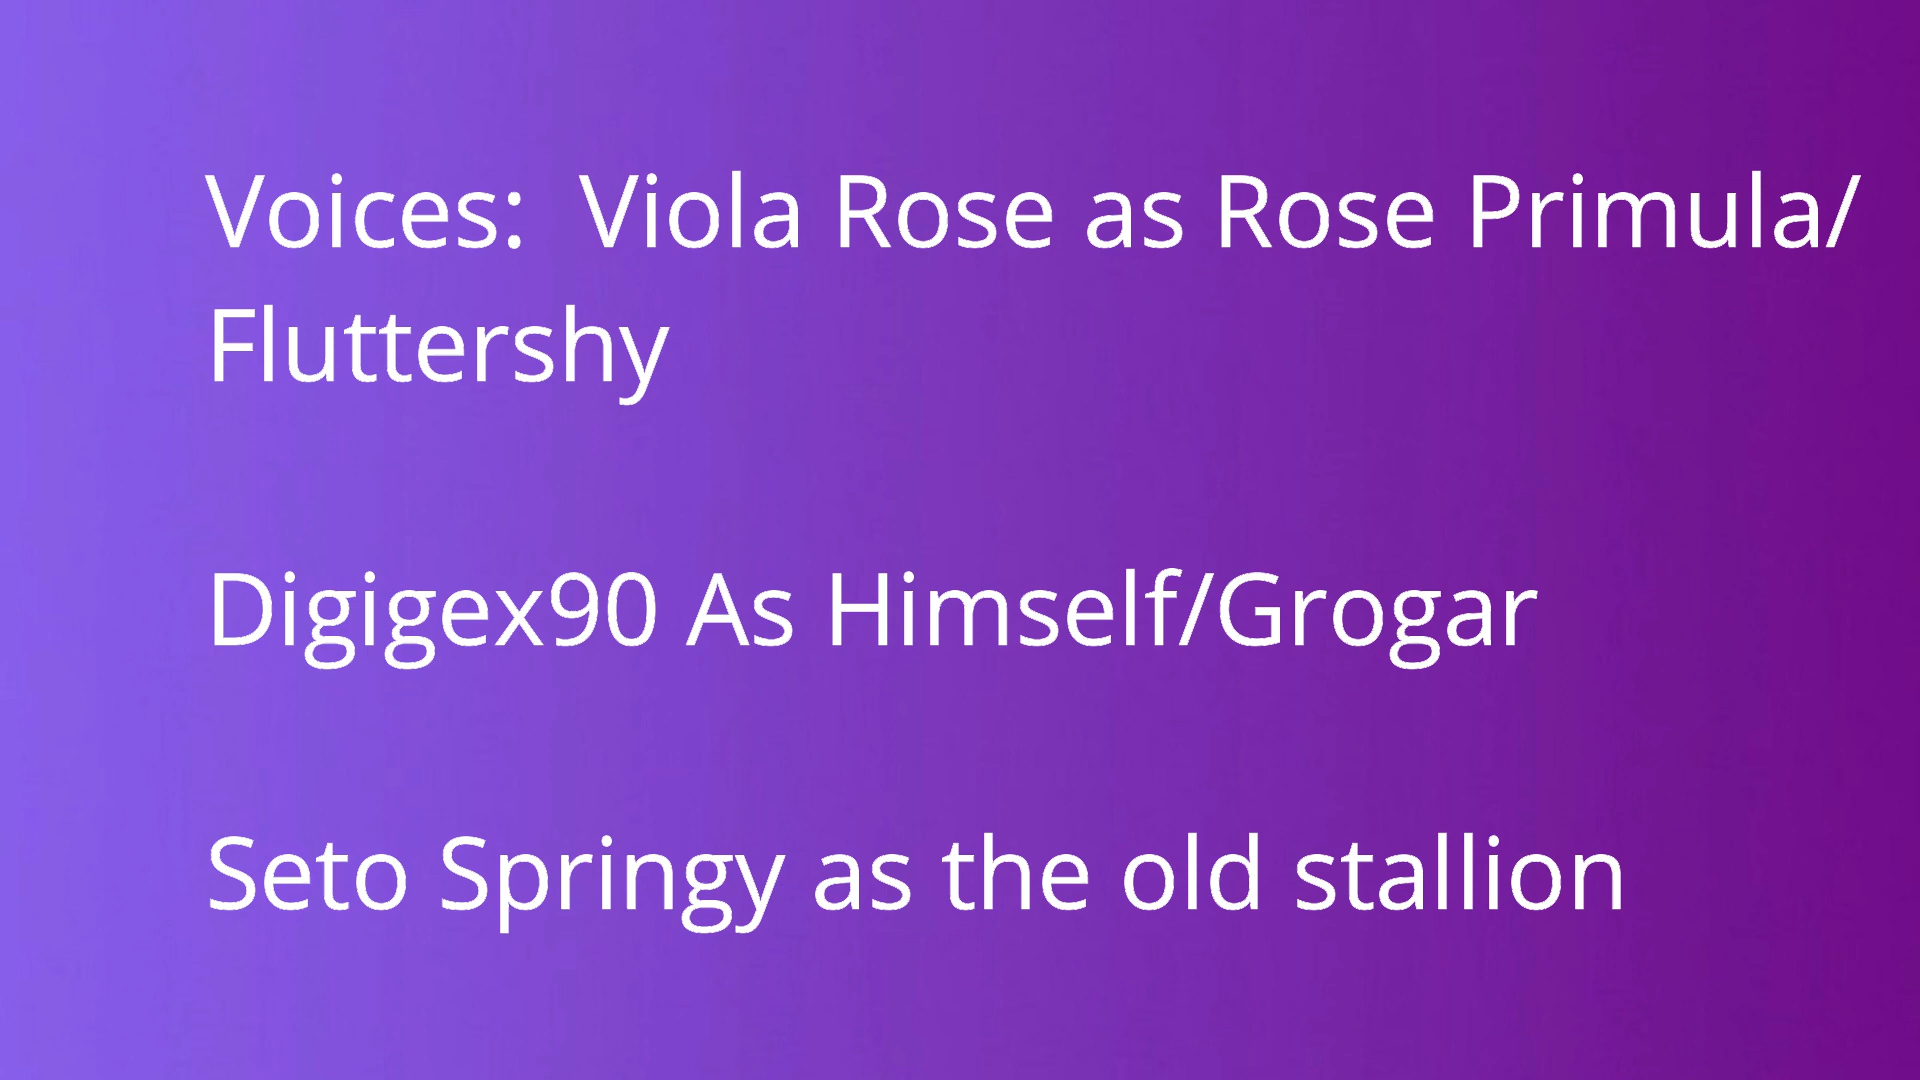 Voices:  Viola Rose as Rose Primula/
Fluttershy
Digigex90 As Himself/Grogar
Seto Springy as the old stallion